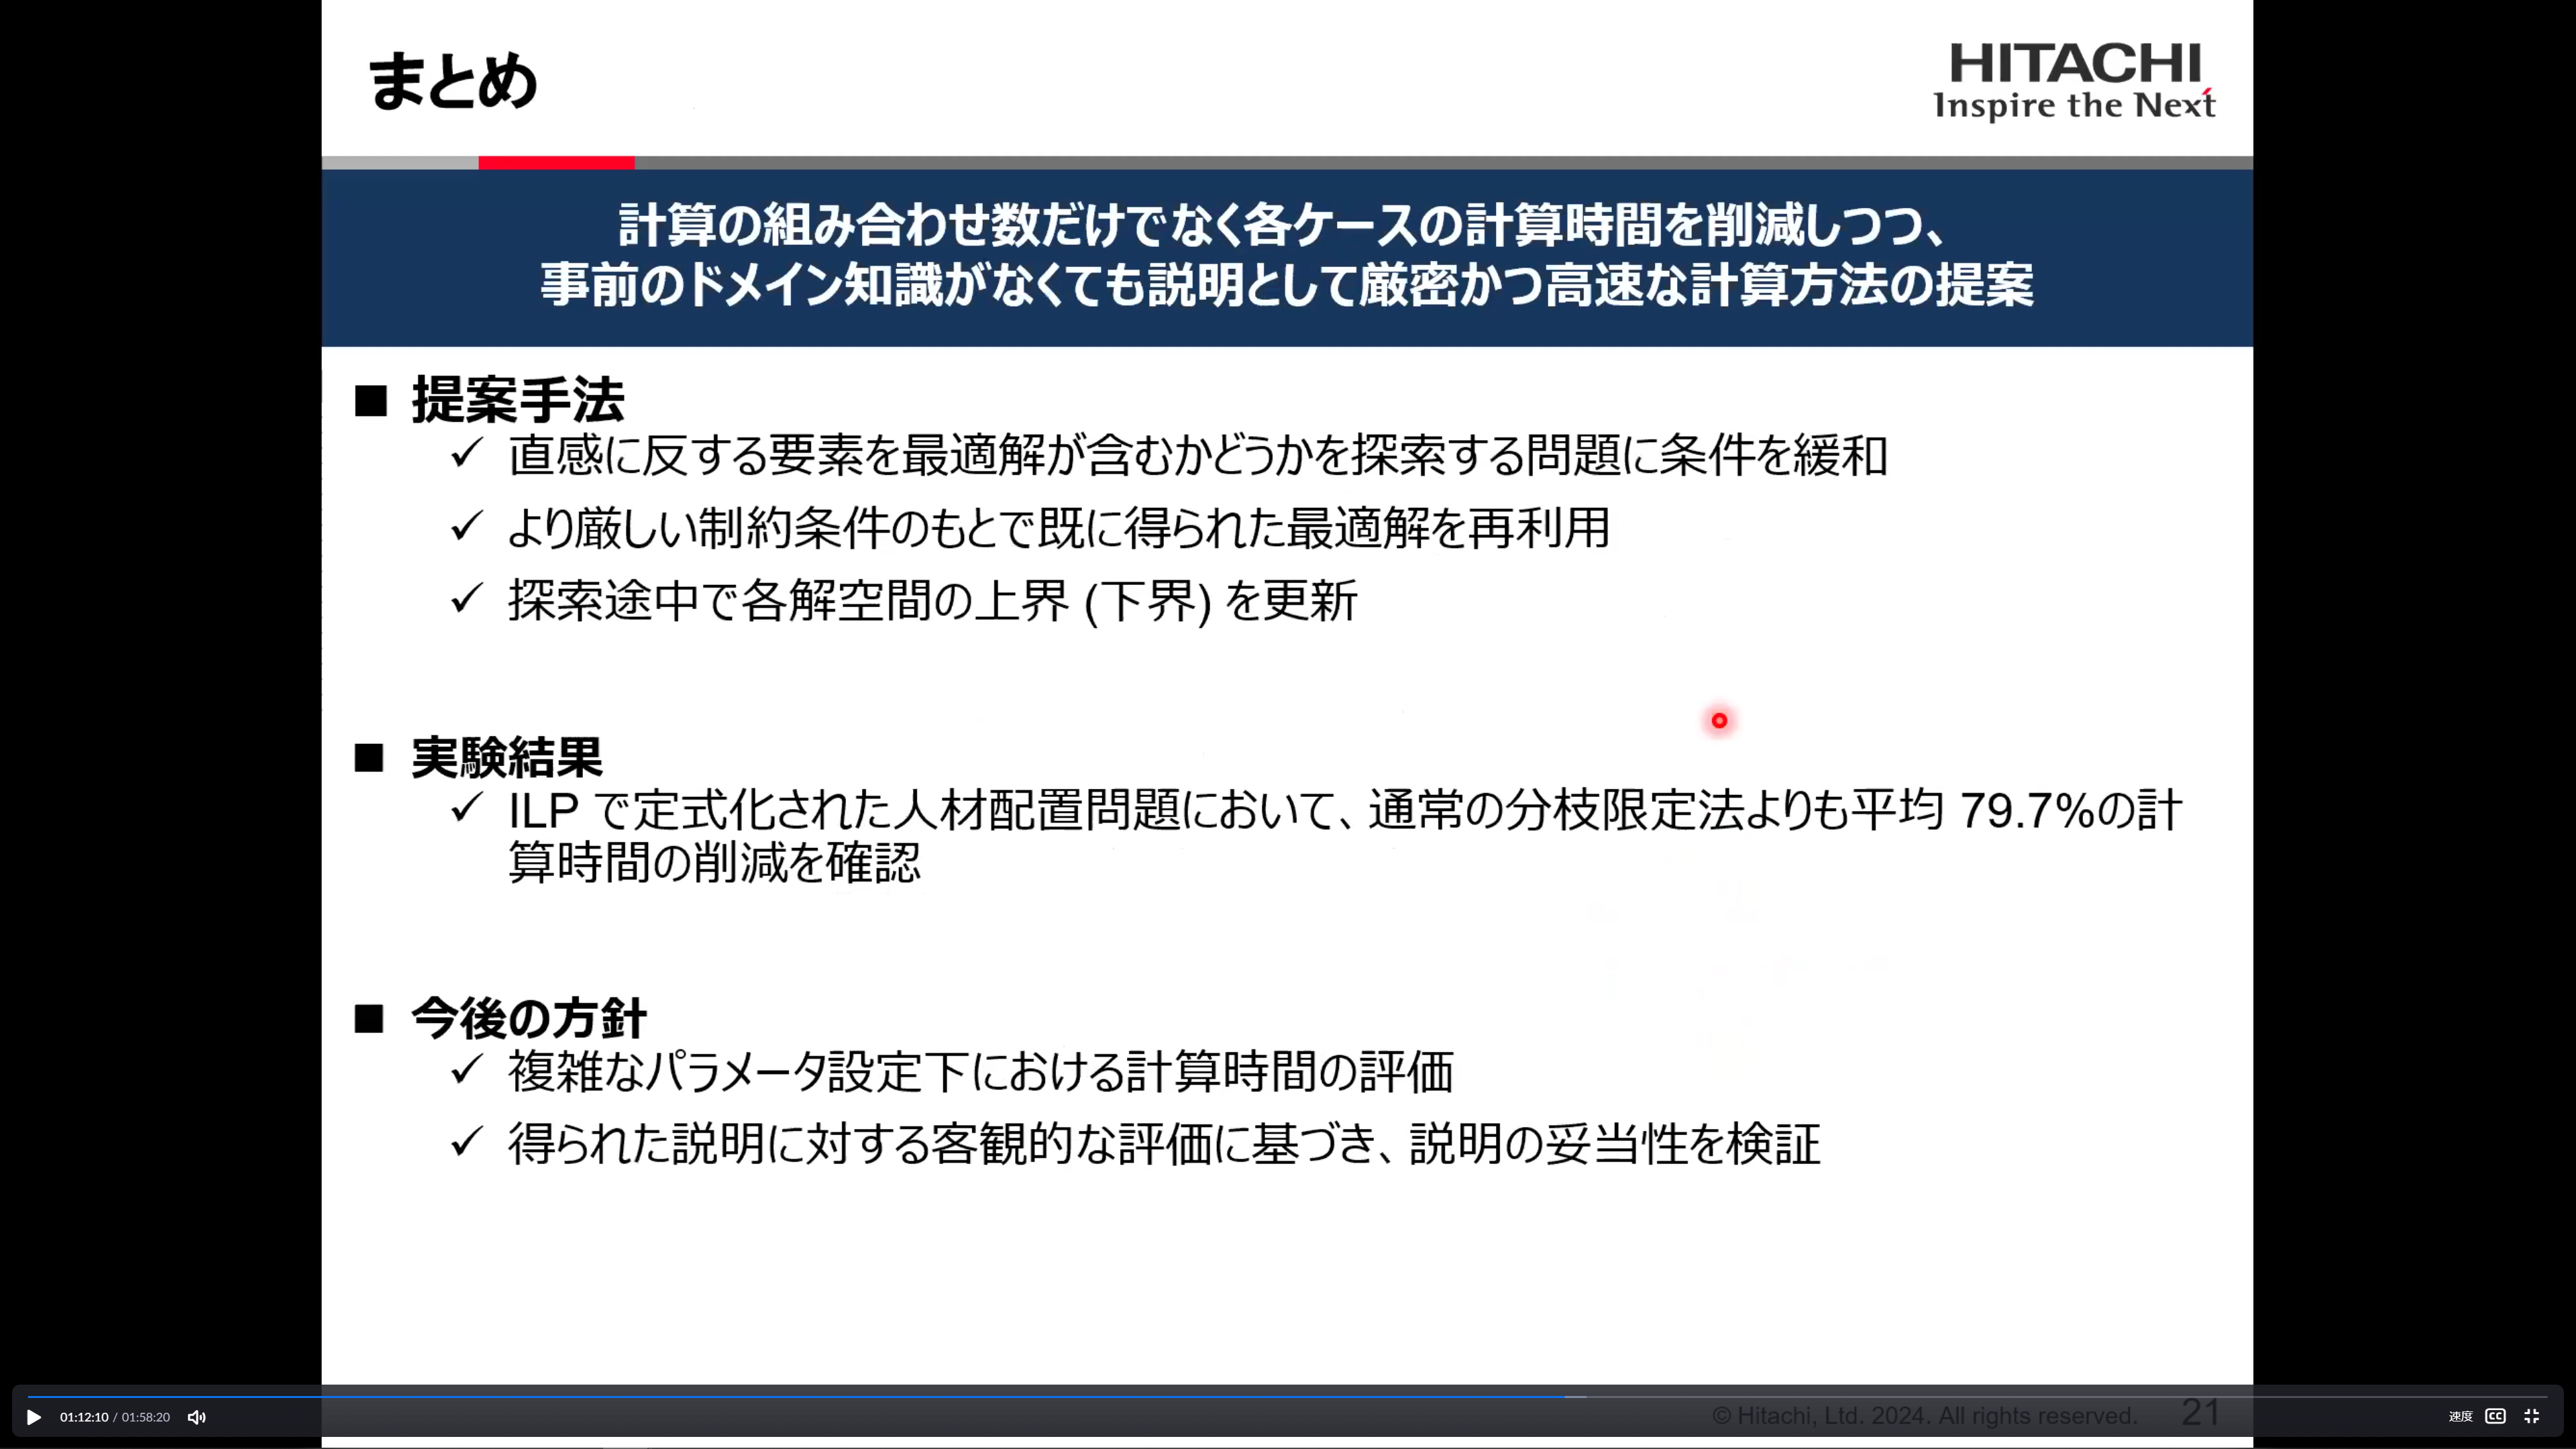 まとめ
HITACHI
Inspire the Next
計算の組み合わせ数だけでなく各ケースの計算時間を削減しつつ、
事前のドメイン知識がなくても説明として厳密かつ高速な計算方法の提案
■ 提案手法
✓ 直感に反する要素を最適解が含むかどうかを探索する問題に条件を緩和
✓ より厳しい制約条件のもとで既に得られた最適解を再利用
✓ 探索途中で各解空間の上界 (下界) を更新
■ 実験結果
✓ ILP で定式化された人材配置問題において、通常の分枝限定法よりも平均 79.7%の計
算時間の削減を確認
■ 今後の方針
✓ 複雑なパラメータ設定下における計算時間の評価
✓ 得られた説明に対する客観的な評価に基づき、説明の妥当性を検証
© Hitachi, Ltd. 2024. All rights reserved. 21
01:12:10 / 01:58:20 速度 CC